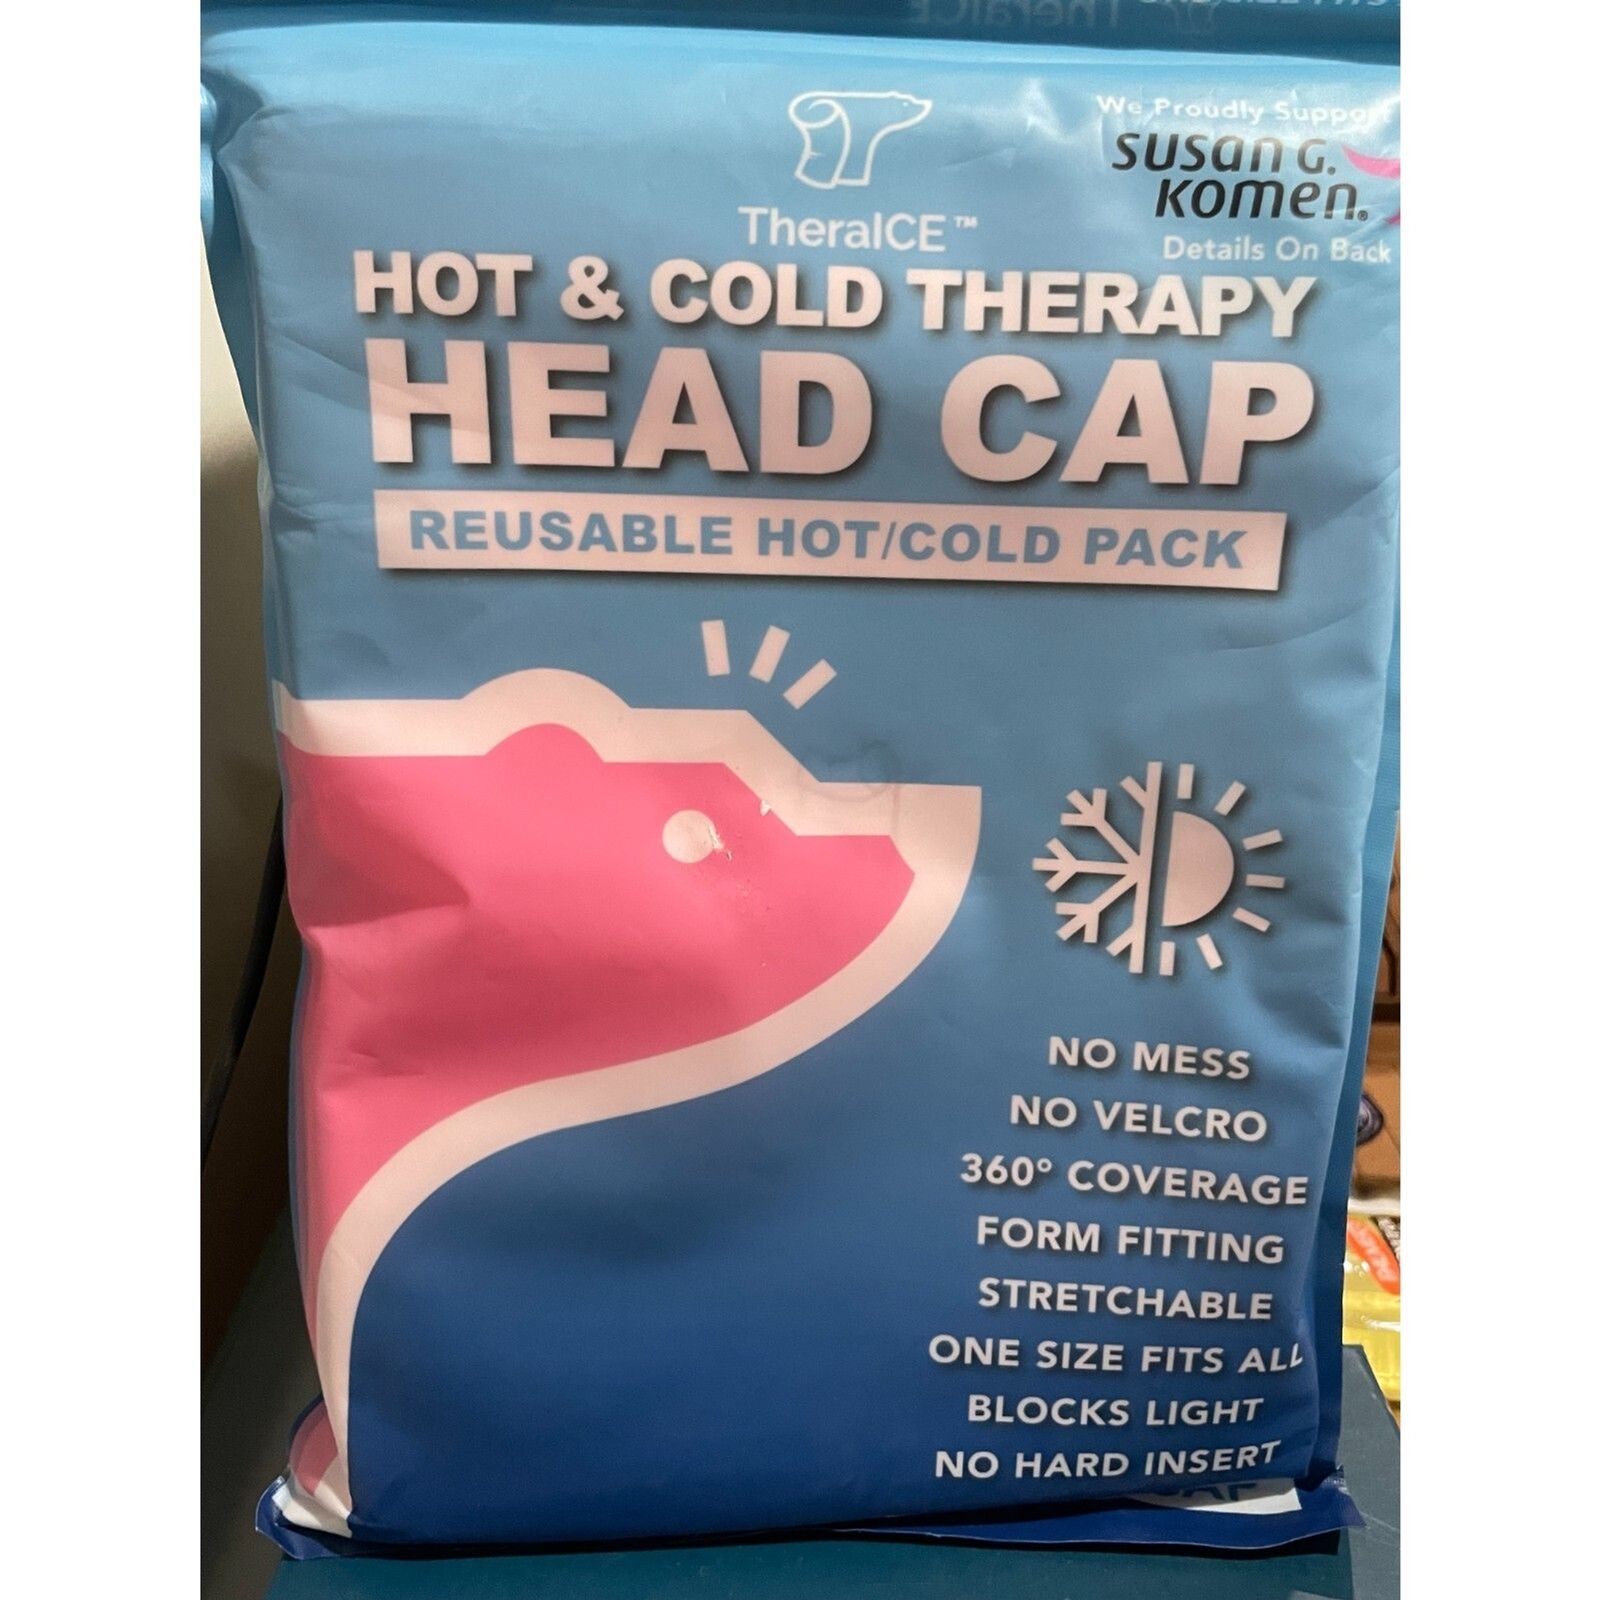 We Proudly Support
susan G.
komen®
Details On Back
TheraICE™
HOT & COLD THERAPY
HEAD CAP
REUSABLE HOT/COLD PACK
NO MESS
NO VELCRO
360° COVERAGE
FORM FITTING
STRETCHABLE
ONE SIZE FITS ALL
BLOCKS LIGHT
NO HARD INSERT